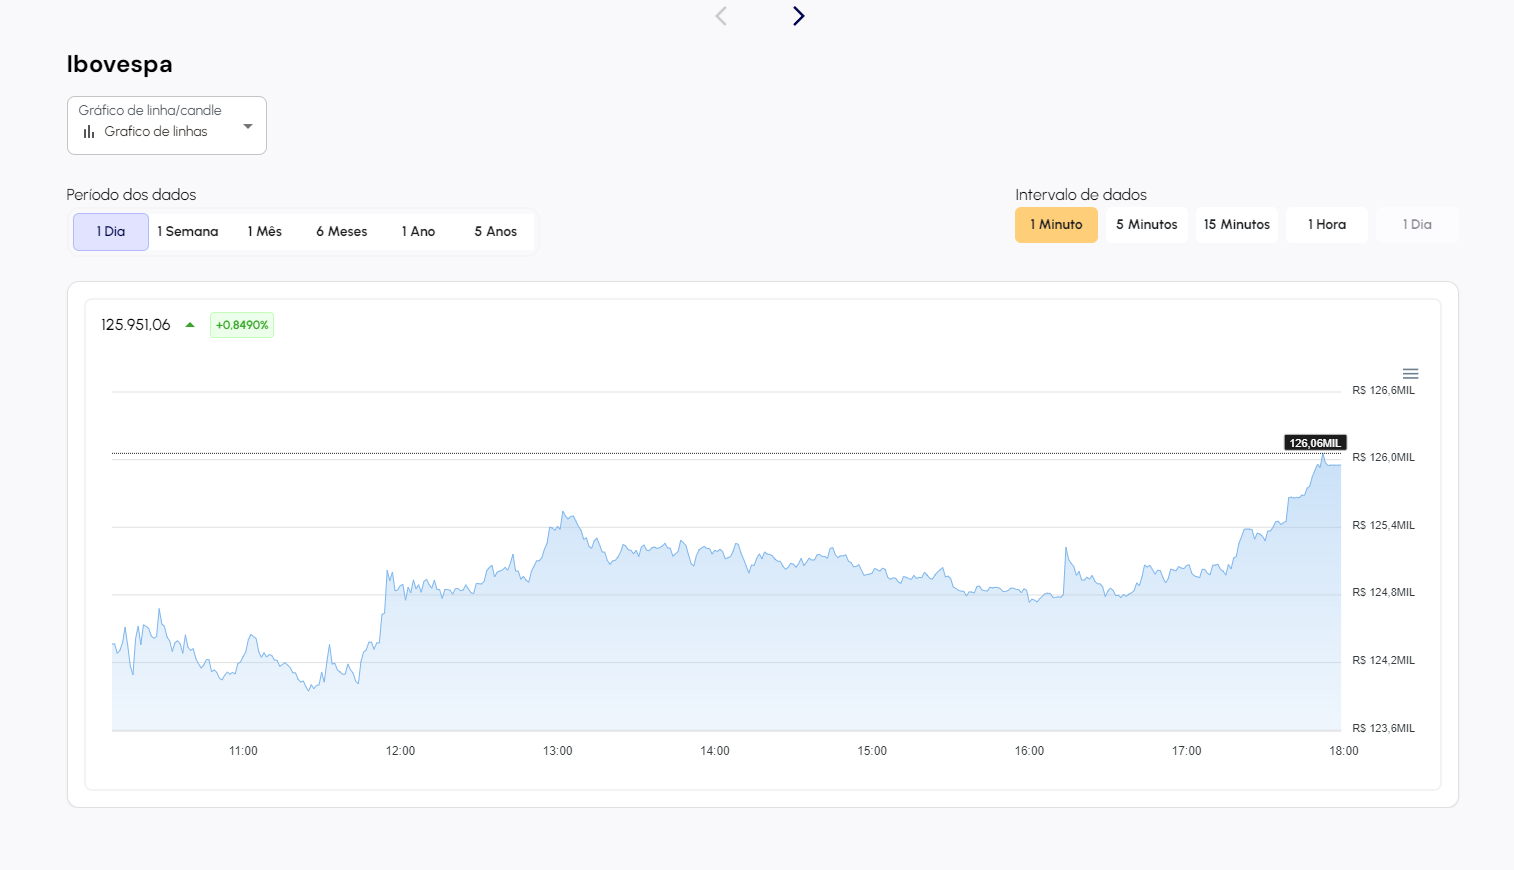 Ibovespa
Gráfico de linha/candle
Grafico de linhas
Período dos dados
Intervalo de dados
1 Dia 1 Semana 1 Mês 6 Meses 1 Ano 5 Anos
1 Minuto 5 Minutos 15 Minutos 1 Hora 1 Dia
125.951,06 +0,8490%
R$ 126,6MIL
126,06MIL
R$ 126,0MIL
R$ 125,4MIL
R$ 124,8MIL
R$ 124,2MIL
R$ 123,6MIL
11:00 12:00 13:00 14:00 15:00 16:00 17:00 18:00